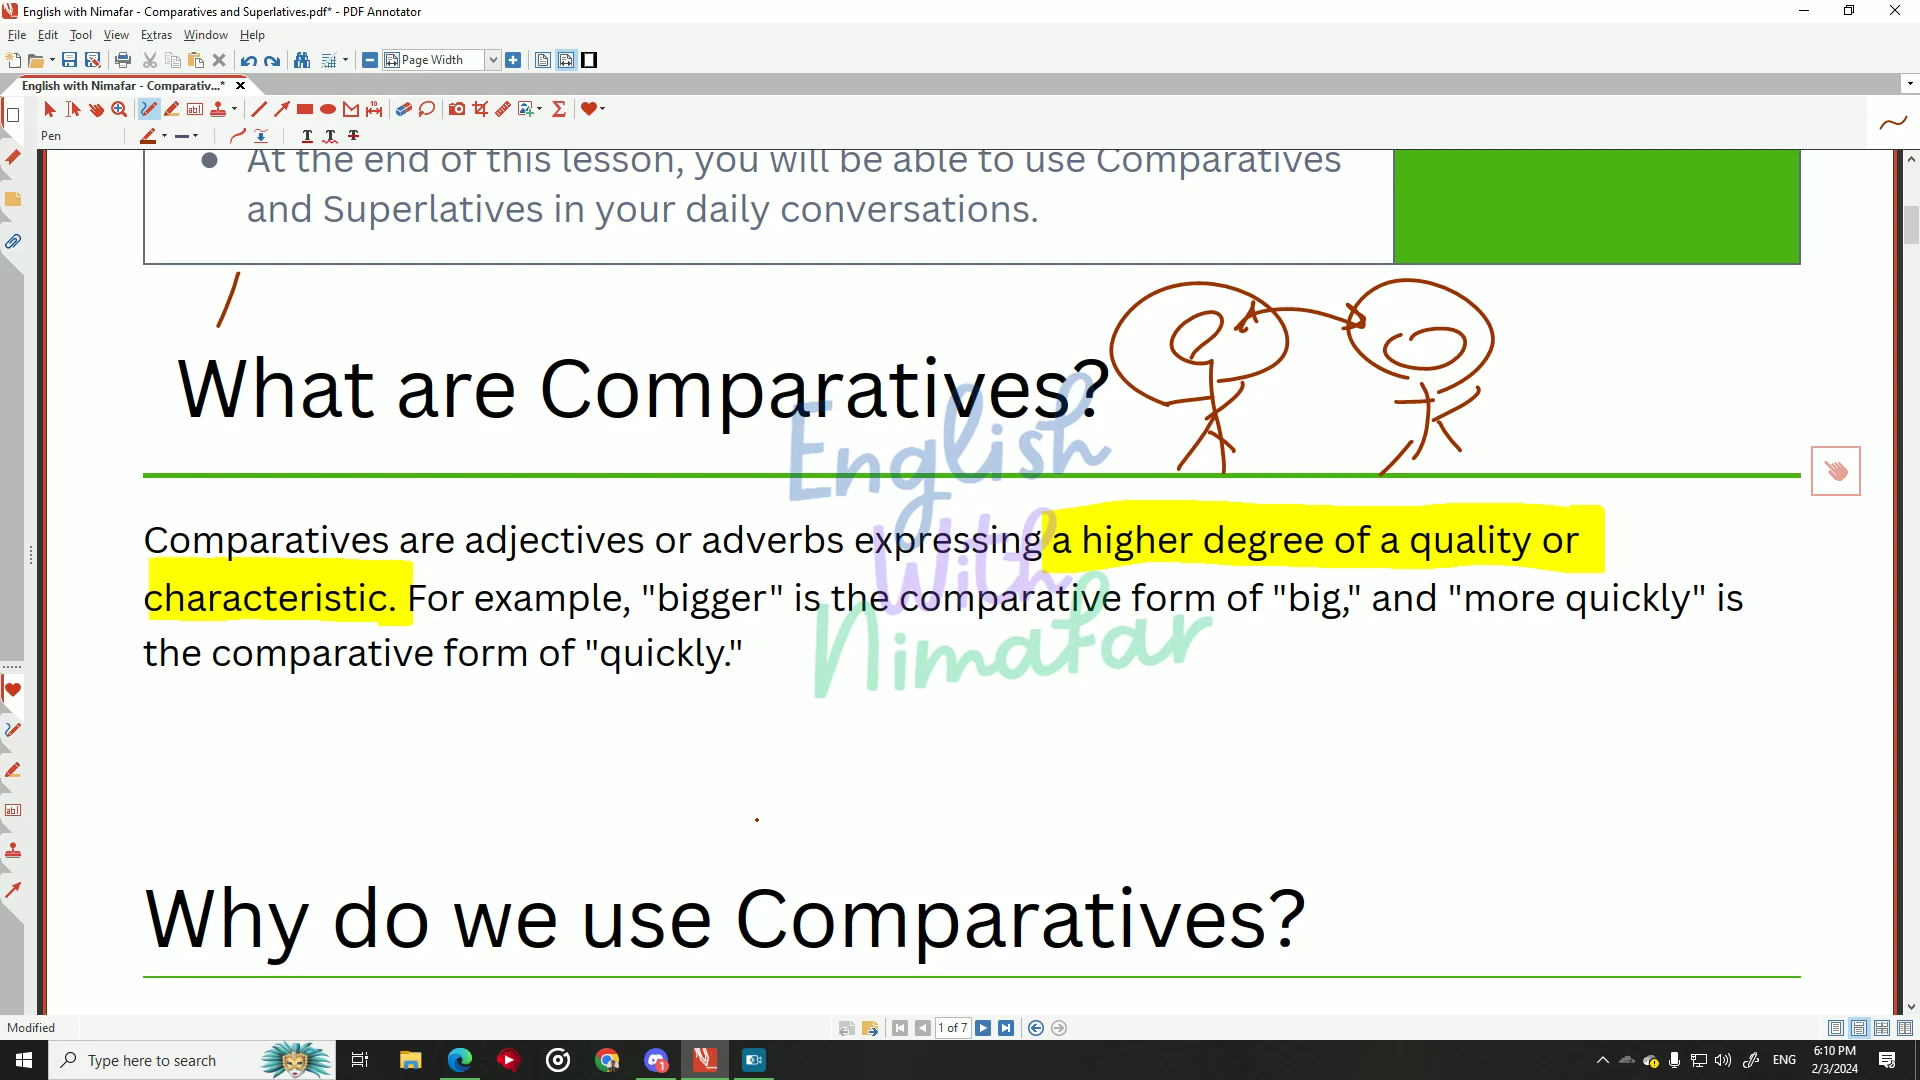 English with Nimafar - Comparatives and Superlatives.pdf* - PDF Annotator
File Edit Tool View Extras Window Help
Page Width
English with Nimafar - Comparativ...*
Pen
At the end of this lesson, you will be able to use Comparatives
and Superlatives in your daily conversations.
What are Comparatives?
English
With
Nimafar
Comparatives are adjectives or adverbs expressing a higher degree of a quality or
characteristic. For example, "bigger" is the comparative form of "big," and "more quickly" is
the comparative form of "quickly."
Why do we use Comparatives?
Modified
1 of 7
Type here to search
ENG
6:10 PM
2/3/2024